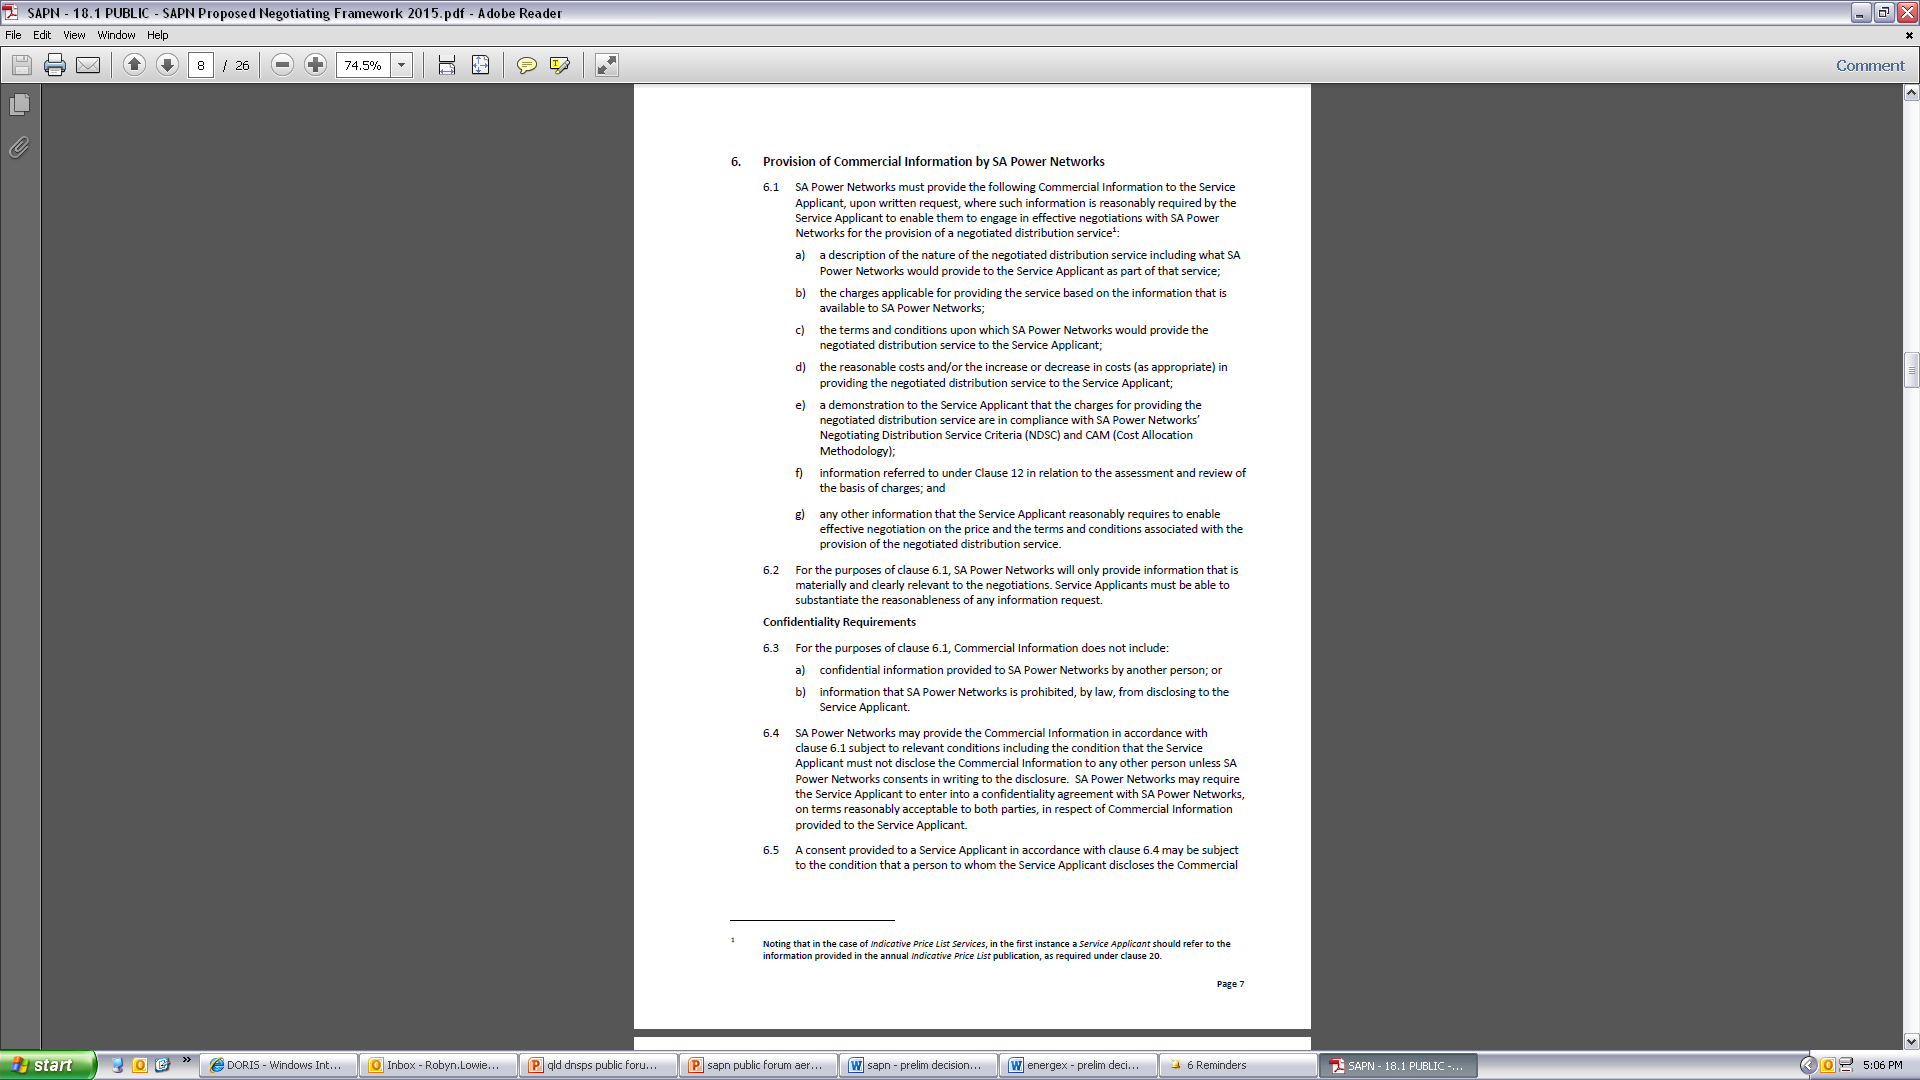 SAPN - 18.1 PUBLIC - SAPN Proposed Negotiating Framework 2015.pdf - Adobe Reader
File Edit View Window Help
8 / 26 74.5% Comment
6. Provision of Commercial Information by SA Power Networks
6.1 SA Power Networks must provide the following Commercial Information to the Service
Applicant, upon written request, where such information is reasonably required by the
Service Applicant to enable them to engage in effective negotiations with SA Power
Networks for the provision of a negotiated distribution service1:
a) a description of the nature of the negotiated distribution service including what SA
Power Networks would provide to the Service Applicant as part of that service;
b) the charges applicable for providing the service based on the information that is
available to SA Power Networks;
c) the terms and conditions upon which SA Power Networks would provide the
negotiated distribution service to the Service Applicant;
d) the reasonable costs and/or the increase or decrease in costs (as appropriate) in
providing the negotiated distribution service to the Service Applicant;
e) a demonstration to the Service Applicant that the charges for providing the
negotiated distribution service are in compliance with SA Power Networks'
Negotiating Distribution Service Criteria (NDSC) and CAM (Cost Allocation
Methodology);
f) information referred to under Clause 12 in relation to the assessment and review of
the basis of charges; and
g) any other information that the Service Applicant reasonably requires to enable
effective negotiation on the price and the terms and conditions associated with the
provision of the negotiated distribution service.
6.2 For the purposes of clause 6.1, SA Power Networks will only provide information that is
materially and clearly relevant to the negotiations. Service Applicants must be able to
substantiate the reasonableness of any information request.
Confidentiality Requirements
6.3 For the purposes of clause 6.1, Commercial Information does not include:
a) confidential information provided to SA Power Networks by another person; or
b) information that SA Power Networks is prohibited, by law, from disclosing to the
Service Applicant.
6.4 SA Power Networks may provide the Commercial Information in accordance with
clause 6.1 subject to relevant conditions including the condition that the Service
Applicant must not disclose the Commercial Information to any other person unless SA
Power Networks consents in writing to the disclosure. SA Power Networks may require
the Service Applicant to enter into a confidentiality agreement with SA Power Networks,
on terms reasonably acceptable to both parties, in respect of Commercial Information
provided to the Service Applicant.
6.5 A consent provided to a Service Applicant in accordance with clause 6.4 may be subject
to the condition that a person to whom the Service Applicant discloses the Commercial
1 Noting that in the case of Indicative Price List Services, in the first instance a Service Applicant should refer to the
information provided in the annual Indicative Price List publication, as required under clause 20.
Page 7
start DORIS - Windows Int... Inbox - Robyn.Lowie... qld dnsps public foru... sapn public forum aer... sapn - prelim decision... energex - prelim deci... 6 Reminders SAPN - 18.1 PUBLIC -... 5:06 PM